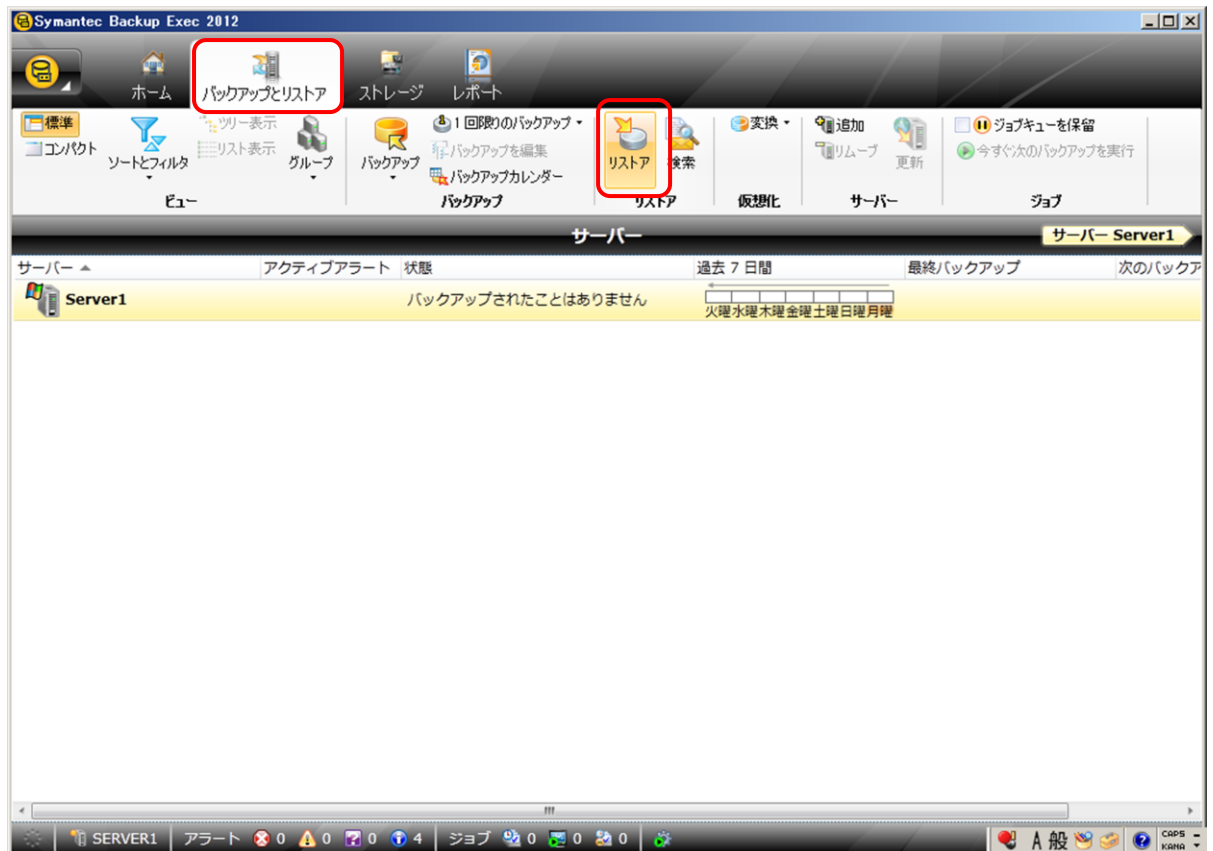 Symantec Backup Exec 2012
ホーム バックアップとリストア ストレージ レポート
標準
コンパクト
ソートとフィルタ
ツリー表示
リスト表示
グループ
ビュー
バックアップ
1 回限りのバックアップ
バックアップを編集
バックアップカレンダー
バックアップ
リストア
検索
リストア
変換
仮想化
追加
リムーブ
更新
サーバー
ジョブキューを保留
今すぐ次のバックアップを実行
ジョブ
サーバー
サーバー Server1
サーバー アクティブアラート 状態 過去 7 日間 最終バックアップ 次のバックア
Server1 バックアップされたことはありません
火曜水曜木曜金曜土曜日曜月曜
SERVER1 アラート 0 0 0 4 ジョブ 0 0 0
A 般
CAPS
KANA